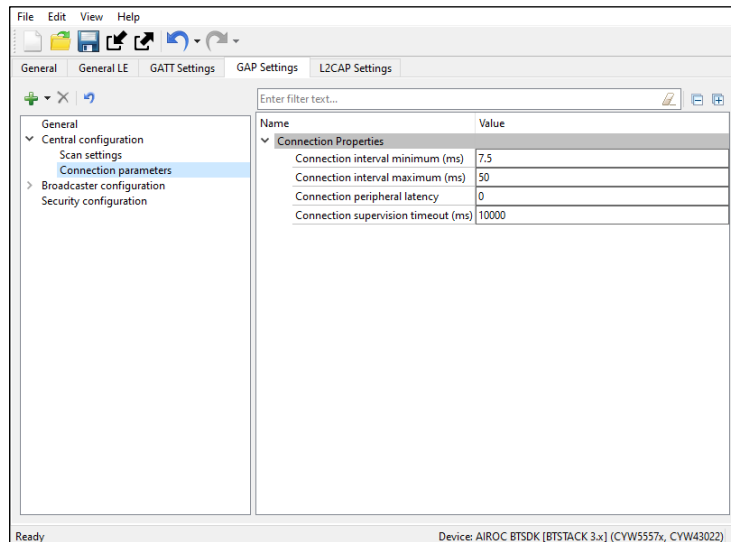 File Edit View Help
General General LE GATT Settings GAP Settings L2CAP Settings
Enter filter text...
General
Central configuration
Scan settings
Connection parameters
Broadcaster configuration
Security configuration
Name Value
Connection Properties
Connection interval minimum (ms) 7.5
Connection interval maximum (ms) 50
Connection peripheral latency 0
Connection supervision timeout (ms) 10000
Ready Device: AIROC BTSDK [BTSTACK 3.x] (CYW5557x, CYW43022)